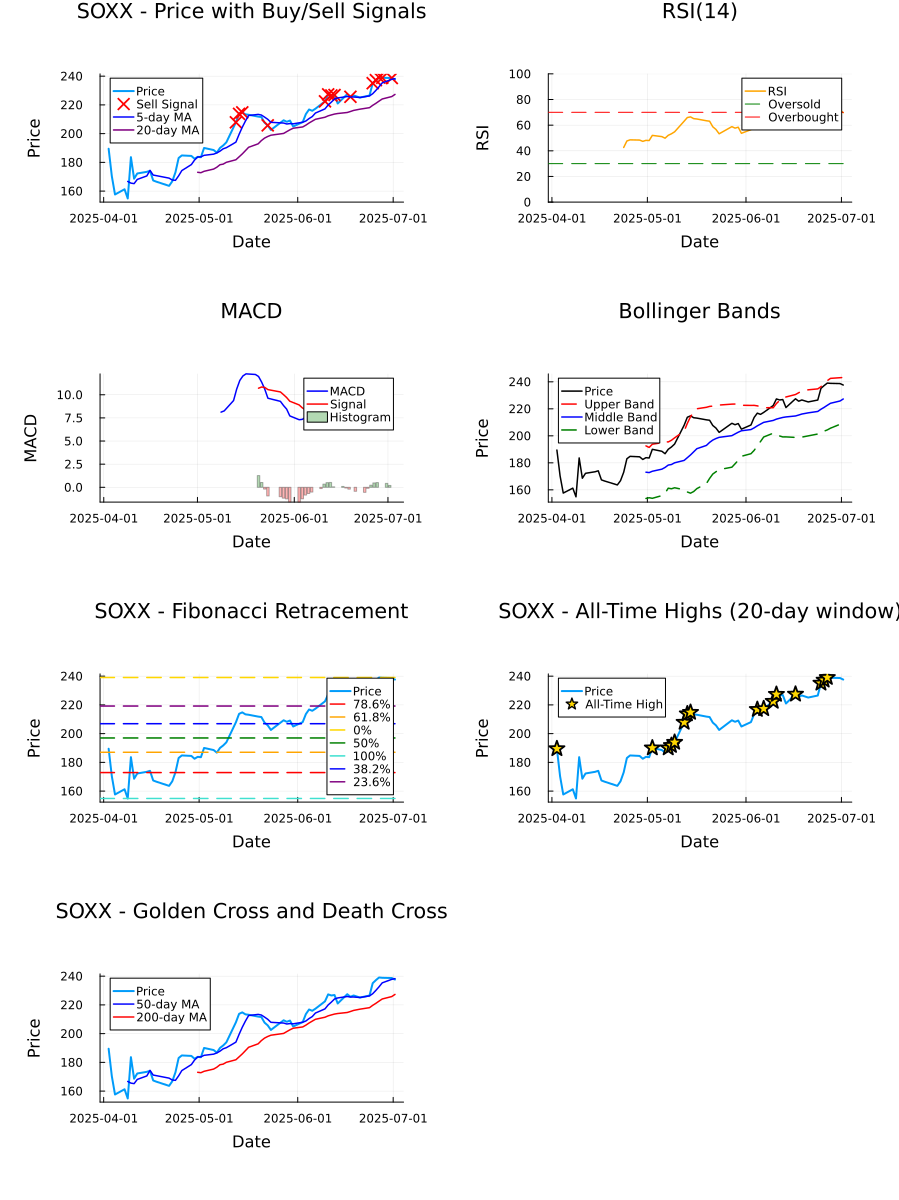 SOXX - Price with Buy/Sell Signals
Price
240
220
200
180
160
Price
Sell Signal
5-day MA
20-day MA
2025-04-01
2025-05-01
2025-06-01
2025-07-01
Date
RSI(14)
RSI
100
80
60
40
20
0
RSI
Oversold
Overbought
2025-04-01
2025-05-01
2025-06-01
2025-07-01
Date
MACD
MACD
10.0
7.5
5.0
2.5
0.0
MACD
Signal
Histogram
2025-04-01
2025-05-01
2025-06-01
2025-07-01
Date
Bollinger Bands
Price
240
220
200
180
160
Price
Upper Band
Middle Band
Lower Band
2025-04-01
2025-05-01
2025-06-01
2025-07-01
Date
SOXX - Fibonacci Retracement
Price
240
220
200
180
160
Price
78.6%
61.8%
0%
50%
100%
38.2%
23.6%
2025-04-01
2025-05-01
2025-06-01
2025-07-01
Date
SOXX - All-Time Highs (20-day window)
Price
240
220
200
180
160
Price
All-Time High
2025-04-01
2025-05-01
2025-06-01
2025-07-01
Date
SOXX - Golden Cross and Death Cross
Price
240
220
200
180
160
Price
50-day MA
200-day MA
2025-04-01
2025-05-01
2025-06-01
2025-07-01
Date